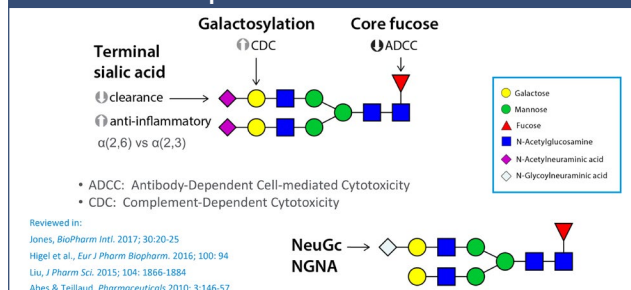 Galactosylation
CDC
Core fucose
ADCC
Terminal
sialic acid
clearance
anti-inflammatory
α(2,6) vs α(2,3)
Galactose
Mannose
Fucose
N-Acetylglucosamine
N-Acetylneuraminic acid
N-Glycoylneuraminic acid
• ADCC: Antibody-Dependent Cell-mediated Cytotoxicity
• CDC: Complement-Dependent Cytotoxicity
Reviewed in:
Jones, BioPharm Intl. 2017; 30:20-25
Higel et al., Eur J Pharm Biopharm. 2016; 100: 94
Liu, J Pharm Sci. 2015; 104: 1866-1884
Abes & Teillaud, Pharmaceuticals 2010; 3:146-57
NeuGc
NGNA